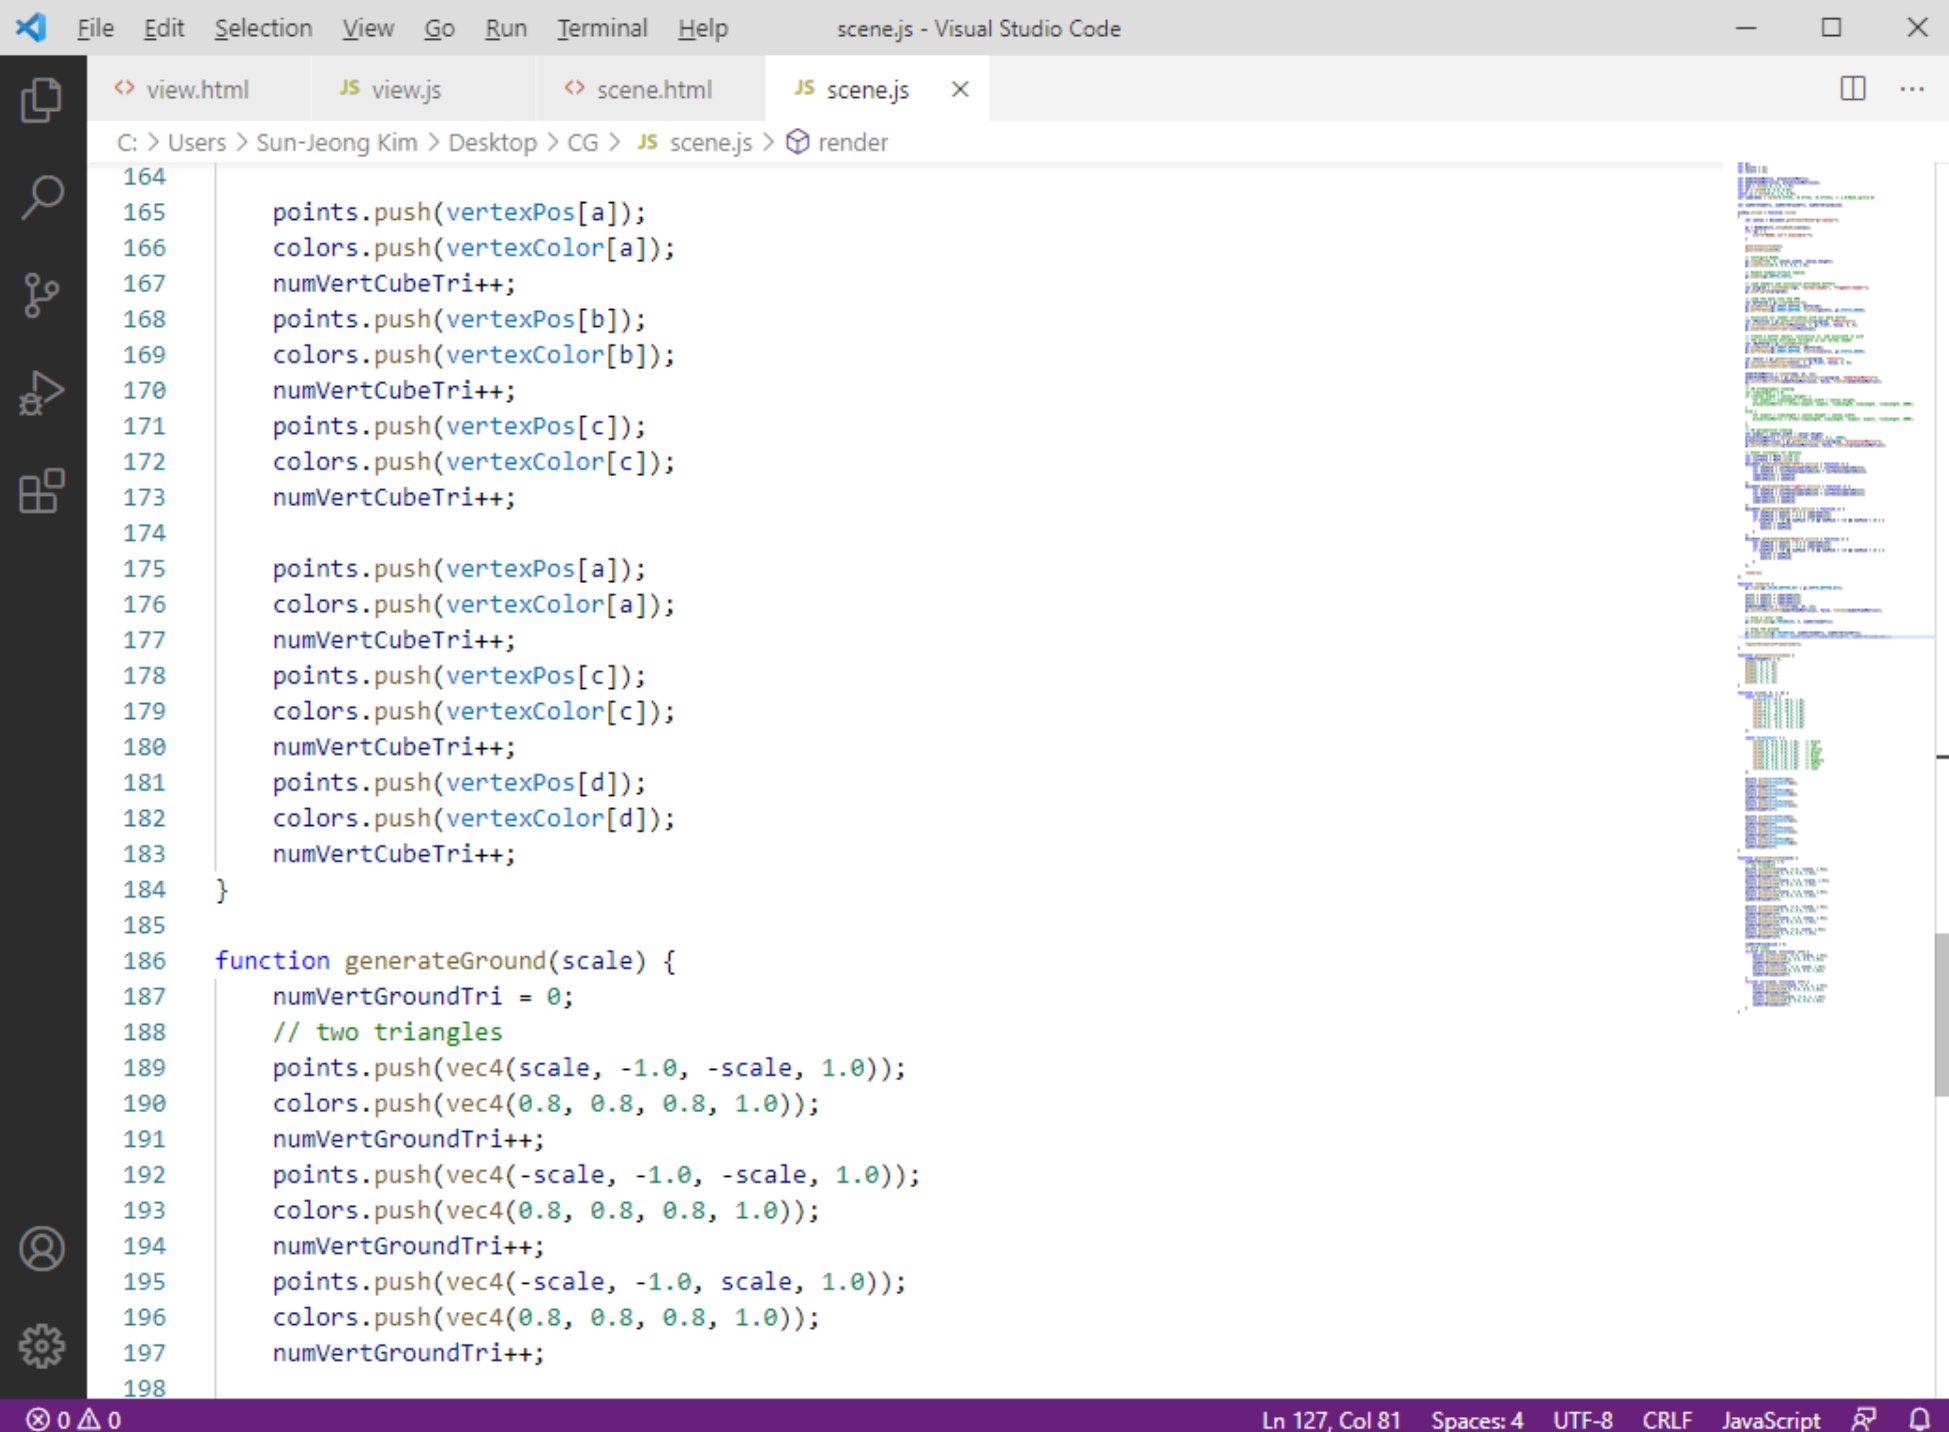 File Edit Selection View Go Run Terminal Help scene.js - Visual Studio Code
<> view.html JS view.js <> scene.html JS scene.js
C: > Users > Sun-Jeong Kim > Desktop > CG > JS scene.js > render
164
165 points.push(vertexPos[a]);
166 colors.push(vertexColor[a]);
167 numVertCubeTri++;
168 points.push(vertexPos[b]);
169 colors.push(vertexColor[b]);
170 numVertCubeTri++;
171 points.push(vertexPos[c]);
172 colors.push(vertexColor[c]);
173 numVertCubeTri++;
174
175 points.push(vertexPos[a]);
176 colors.push(vertexColor[a]);
177 numVertCubeTri++;
178 points.push(vertexPos[c]);
179 colors.push(vertexColor[c]);
180 numVertCubeTri++;
181 points.push(vertexPos[d]);
182 colors.push(vertexColor[d]);
183 numVertCubeTri++;
184 }
185
186 function generateGround(scale) {
187 numVertGroundTri = 0;
188 // two triangles
189 points.push(vec4(scale, -1.0, -scale, 1.0));
190 colors.push(vec4(0.8, 0.8, 0.8, 1.0));
191 numVertGroundTri++;
192 points.push(vec4(-scale, -1.0, -scale, 1.0));
193 colors.push(vec4(0.8, 0.8, 0.8, 1.0));
194 numVertGroundTri++;
195 points.push(vec4(-scale, -1.0, scale, 1.0));
196 colors.push(vec4(0.8, 0.8, 0.8, 1.0));
197 numVertGroundTri++;
198
0 0 Ln 127, Col 81 Spaces: 4 UTF-8 CRLF JavaScript